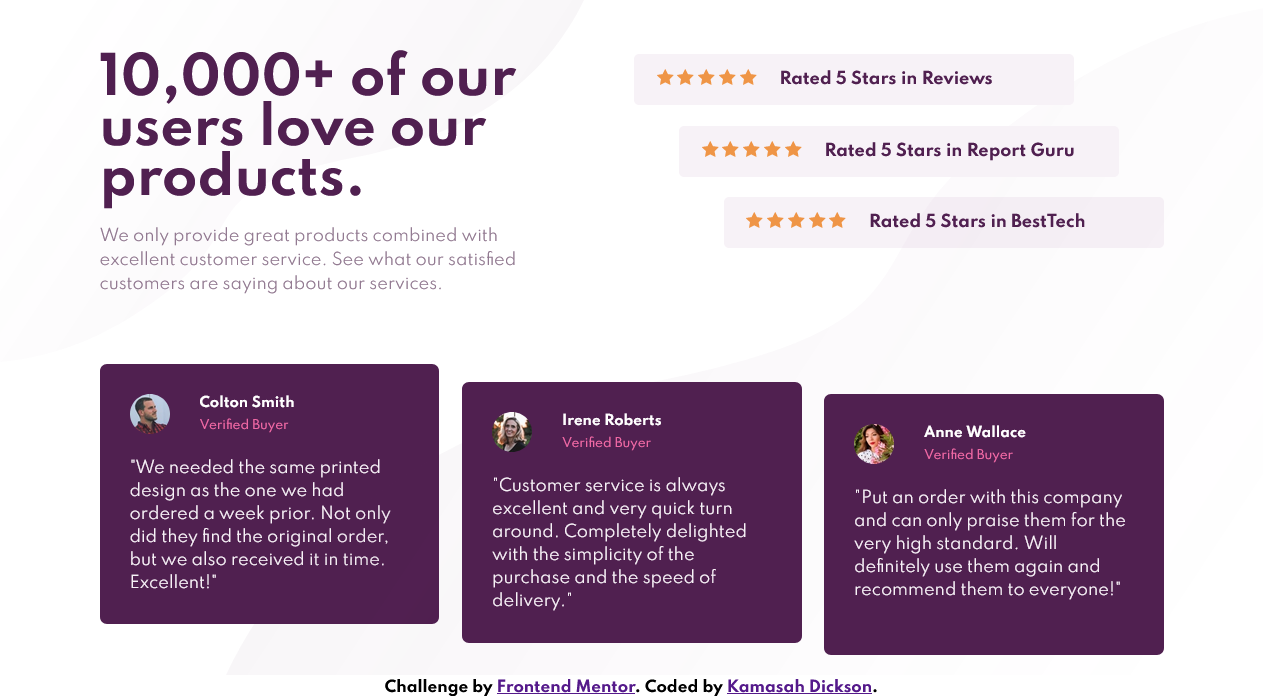 10,000+ of our
users love our
products.
We only provide great products combined with
excellent customer service. See what our satisfied
customers are saying about our services.
Rated 5 Stars in Reviews
Rated 5 Stars in Report Guru
Rated 5 Stars in BestTech
Colton Smith
Verified Buyer
"We needed the same printed
design as the one we had
ordered a week prior. Not only
did they find the original order,
but we also received it in time.
Excellent!"
Irene Roberts
Verified Buyer
"Customer service is always
excellent and very quick turn
around. Completely delighted
with the simplicity of the
purchase and the speed of
delivery."
Anne Wallace
Verified Buyer
"Put an order with this company
and can only praise them for the
very high standard. Will
definitely use them again and
recommend them to everyone!"
Challenge by Frontend Mentor. Coded by Kamasah Dickson.